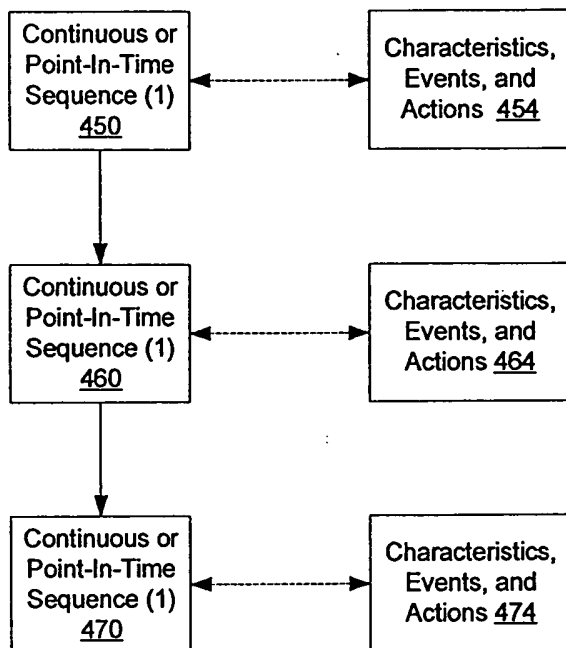 Continuous or
Point-In-Time
Sequence (1)
450
Characteristics,
Events, and
Actions 454
Continuous or
Point-In-Time
Sequence (1)
460
Characteristics,
Events, and
Actions 464
Continuous or
Point-In-Time
Sequence (1)
470
Characteristics,
Events, and
Actions 474